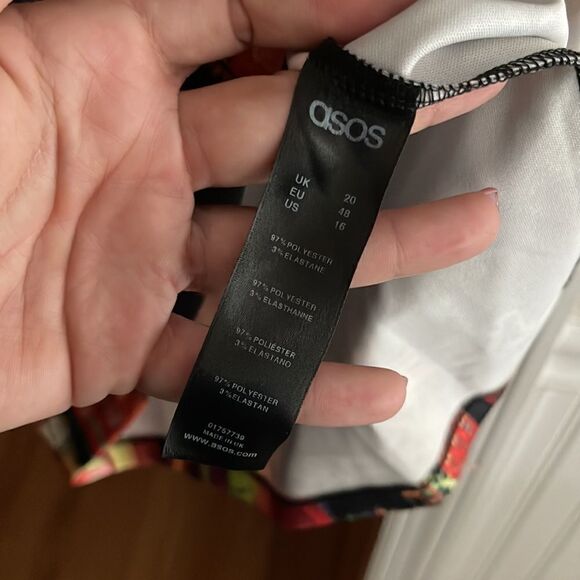 asos
UK 20
EU 48
US 16
97% POLYESTER
3% ELASTANE
97% POLYESTER
3% ELASTHANNE
97% POLIÉSTER
3% ELASTANO
97% POLYESTER
3% ELASTAN
01757739
MADE IN UK
www.asos.com